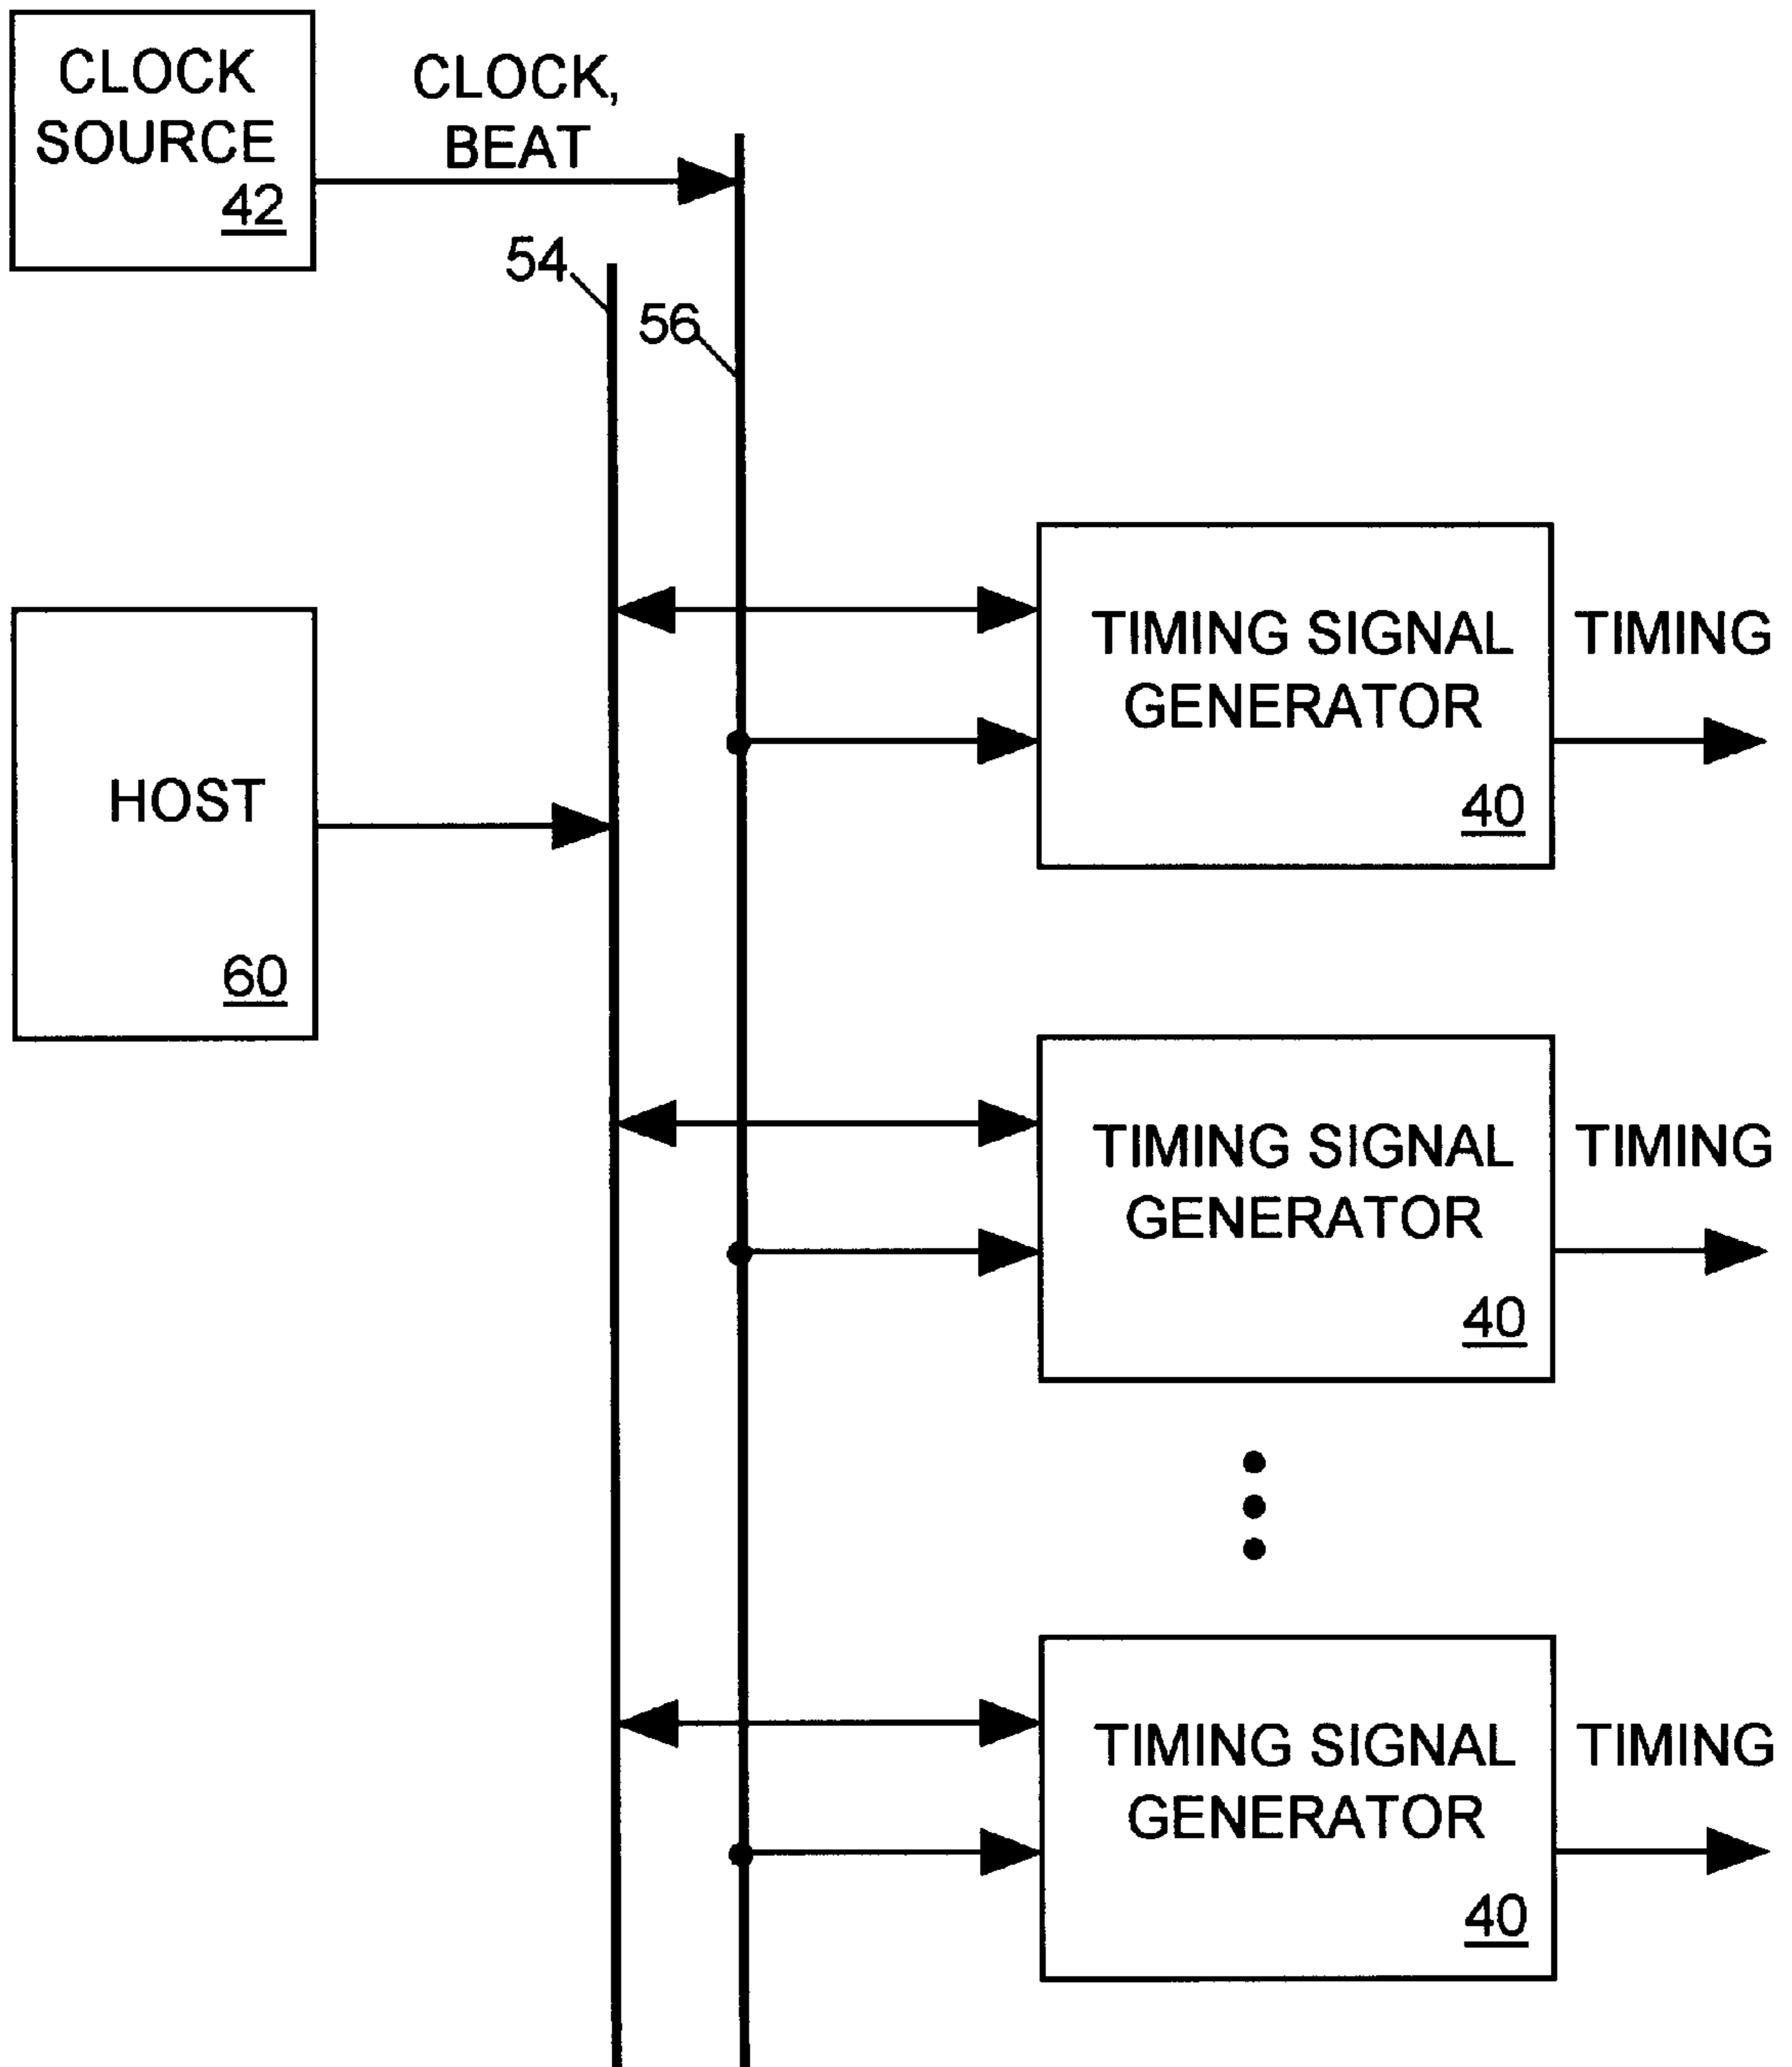 CLOCK
SOURCE
42
CLOCK,
BEAT
54
56
TIMING SIGNAL
GENERATOR
40
TIMING
HOST
60
TIMING SIGNAL
GENERATOR
40
TIMING
TIMING SIGNAL
GENERATOR
40
TIMING